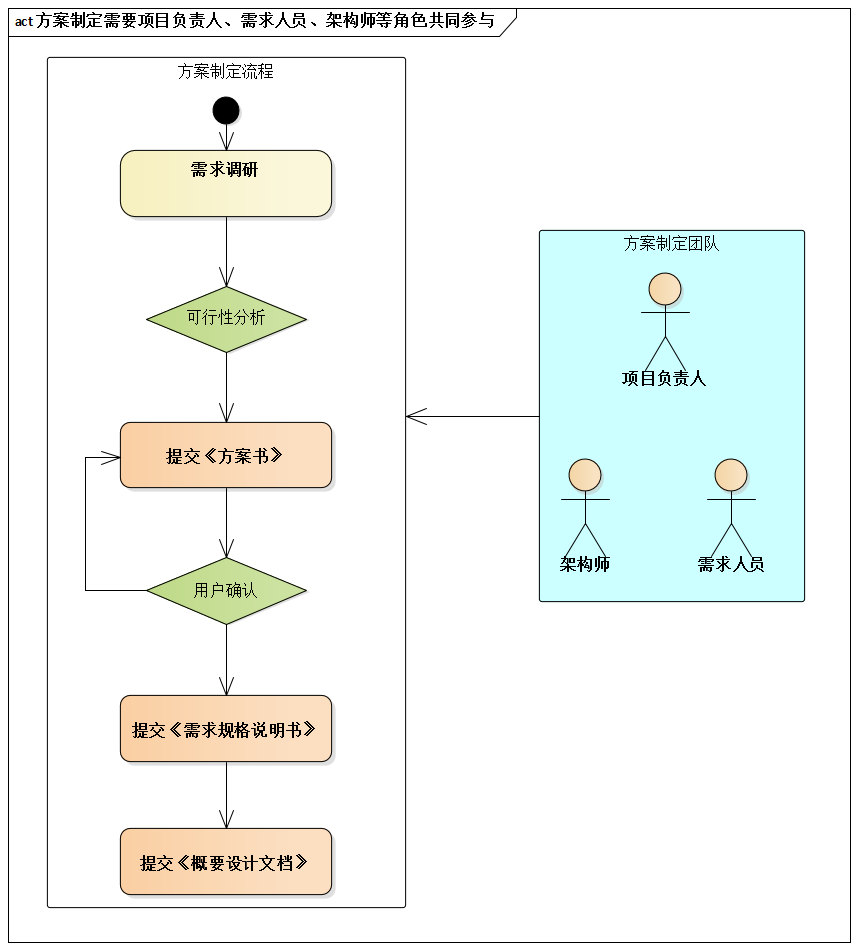 act 方案制定需要项目负责人、需求人员、架构师等角色共同参与
方案制定流程
需求调研
可行性分析
提交《方案书》
用户确认
提交《需求规格说明书》
提交《概要设计文档》
方案制定团队
项目负责人
架构师
需求人员